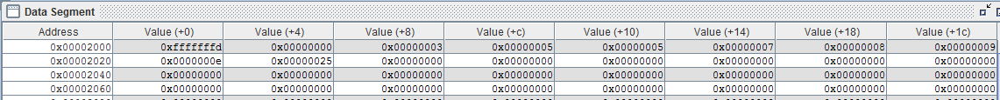 Data Segment
Address Value (+0) Value (+4) Value (+8) Value (+c) Value (+10) Value (+14) Value (+18) Value (+1c)
0x00002000 0xfffffffd 0x00000000 0x00000003 0x00000005 0x00000005 0x00000007 0x00000008 0x00000009
0x00002020 0x0000000e 0x00000025 0x00000000 0x00000000 0x00000000 0x00000000 0x00000000 0x00000000
0x00002040 0x00000000 0x00000000 0x00000000 0x00000000 0x00000000 0x00000000 0x00000000 0x00000000
0x00002060 0x00000000 0x00000000 0x00000000 0x00000000 0x00000000 0x00000000 0x00000000 0x00000000